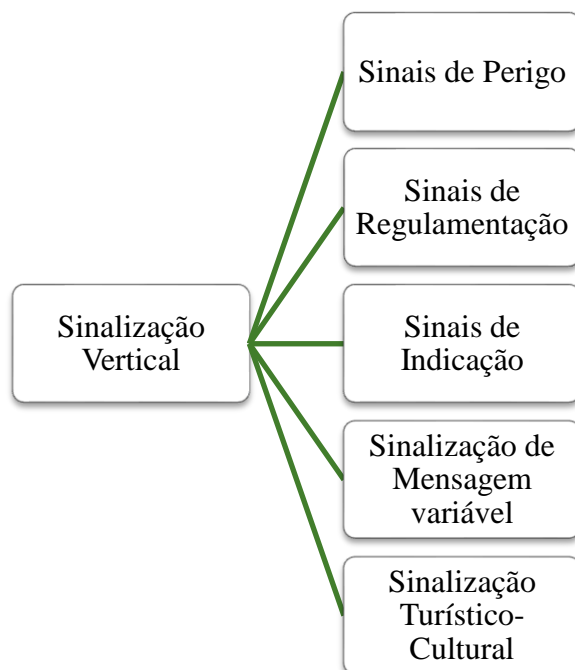 Sinais de Perigo
Sinais de
Regulamentação
Sinalização
Vertical
Sinais de
Indicação
Sinalização de
Mensagem
variável
Sinalização
Turístico-
Cultural